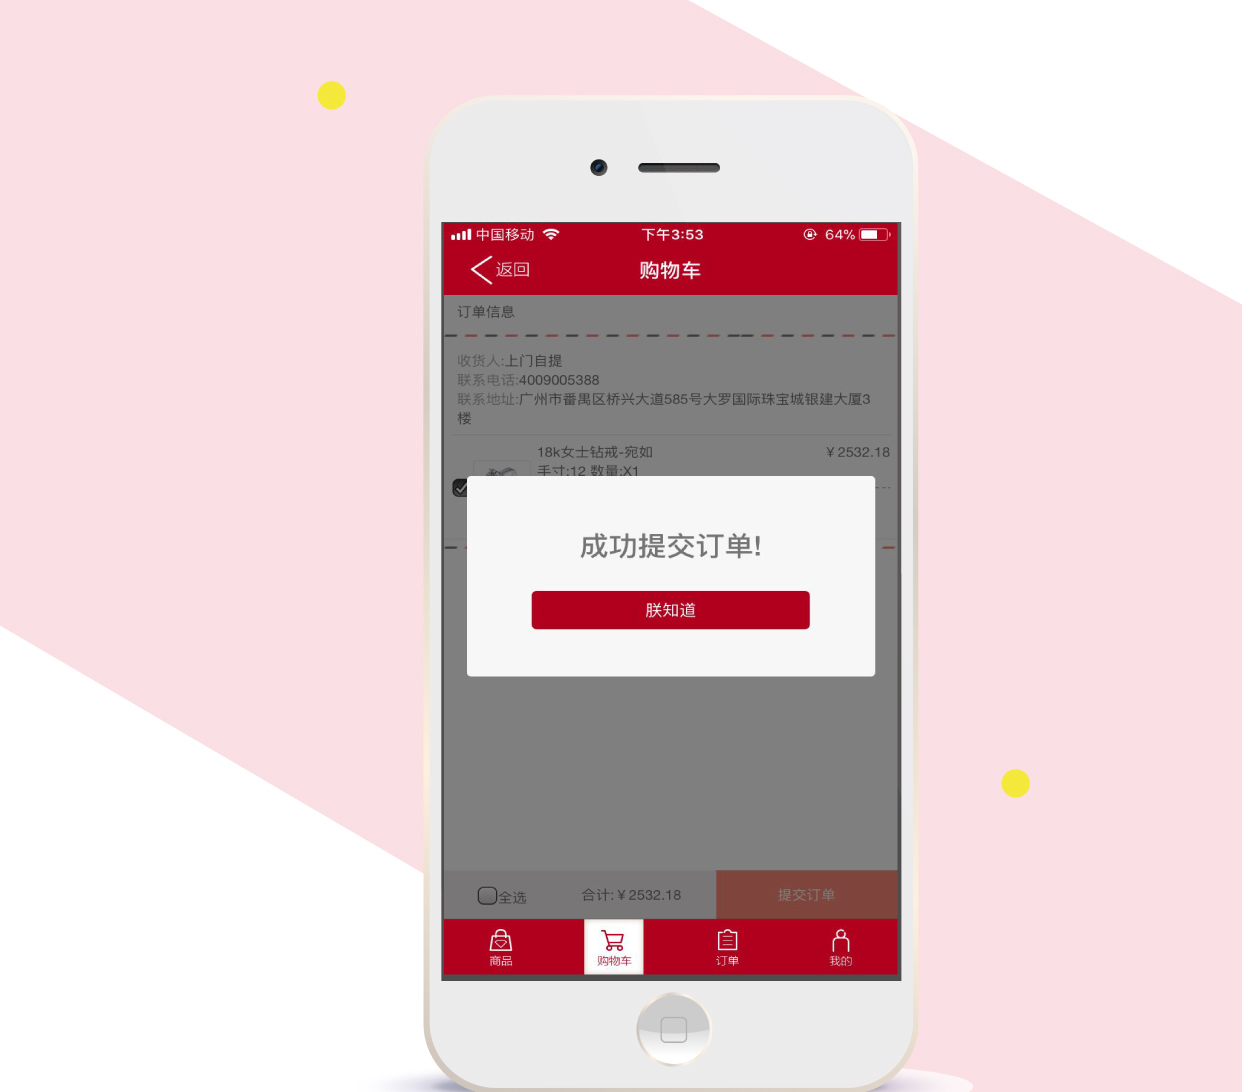 中国移动 下午3:53 64%
返回 购物车
订单信息
收货人:上门自提
联系电话:4009005388
联系地址:广州市番禺区桥兴大道585号大罗国际珠宝城银建大厦3
楼
18k女士钻戒-宛如 ¥ 2532.18
手寸:12 数量:X1
成功提交订单!
朕知道
全选 合计: ¥ 2532.18 提交订单
商品 购物车 订单 我的